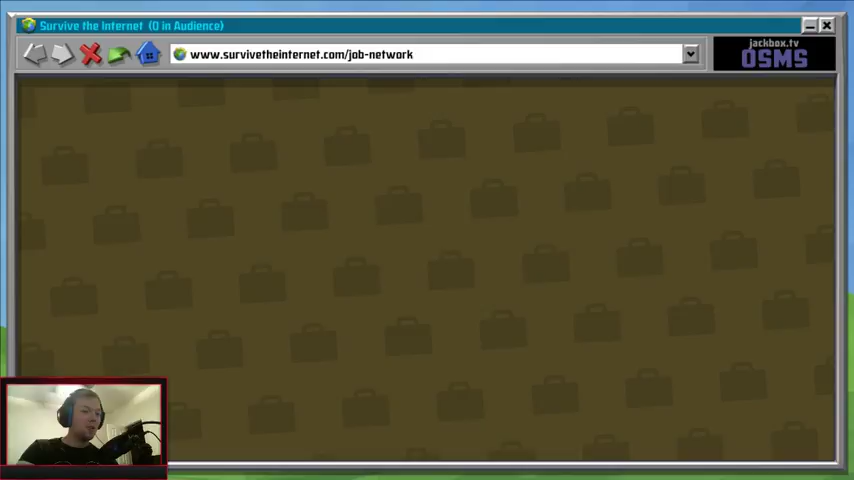 Survive the Internet (0 in Audience)
www.survivetheinternet.com/job-network
jackbox.tv
OSMS